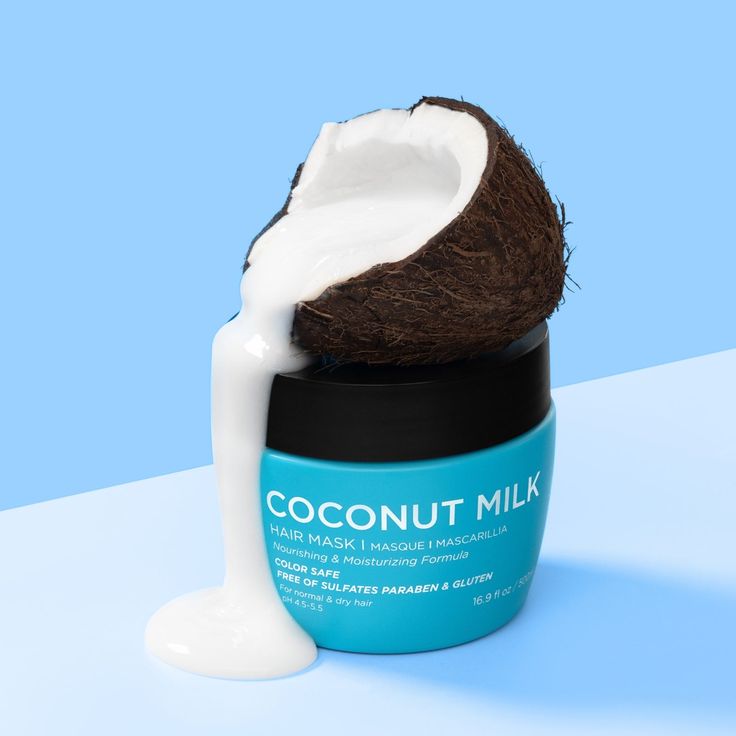 COCONUT MILK
HAIR MASK | MASQUE | MASCARILLIA
Nourishing & Moisturizing Formula
COLOR SAFE
FREE OF SULFATES PARABEN & GLUTEN
For normal & dry hair
pH 4.5-5.5
16.9 fl oz / 500